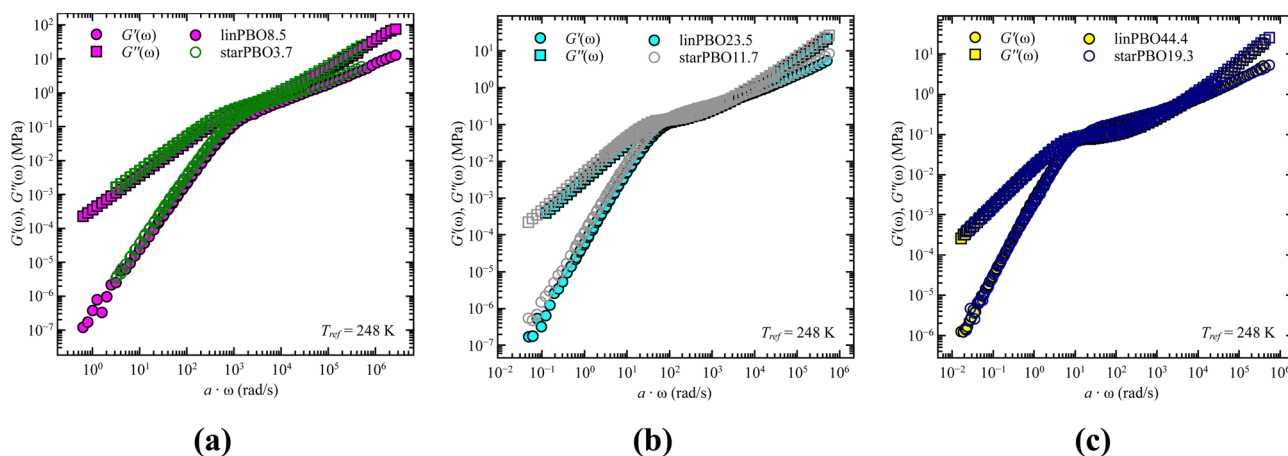 G′(ω) linPBO8.5
G″(ω) starPBO3.7
10²
10¹
10⁰
10⁻¹
10⁻²
10⁻³
10⁻⁴
10⁻⁵
10⁻⁶
10⁻⁷
G′(ω), G″(ω) (MPa)
T_ref = 248 K
10⁰ 10¹ 10² 10³ 10⁴ 10⁵ 10⁶
a · ω (rad/s)
(a)
G′(ω) linPBO23.5
G″(ω) starPBO11.7
10¹
10⁰
10⁻¹
10⁻²
10⁻³
10⁻⁴
10⁻⁵
10⁻⁶
10⁻⁷
G′(ω), G″(ω) (MPa)
T_ref = 248 K
10⁻² 10⁻¹ 10⁰ 10¹ 10² 10³ 10⁴ 10⁵ 10⁶
a · ω (rad/s)
(b)
G′(ω) linPBO44.4
G″(ω) starPBO19.3
10¹
10⁰
10⁻¹
10⁻²
10⁻³
10⁻⁴
10⁻⁵
10⁻⁶
G′(ω), G″(ω) (MPa)
T_ref = 248 K
10⁻² 10⁻¹ 10⁰ 10¹ 10² 10³ 10⁴ 10⁵ 10⁶
a · ω (rad/s)
(c)